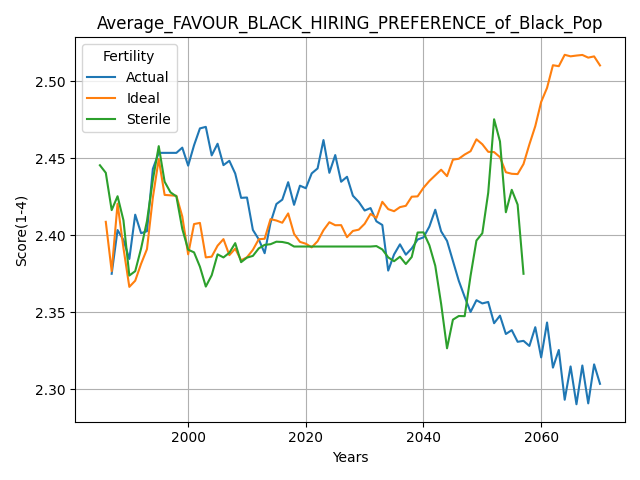 Average_FAVOUR_BLACK_HIRING_PREFERENCE_of_Black_Pop
Fertility
Actual
Ideal
Sterile
Score(1-4)
2.50
2.45
2.40
2.35
2.30
2000
2020
2040
2060
Years